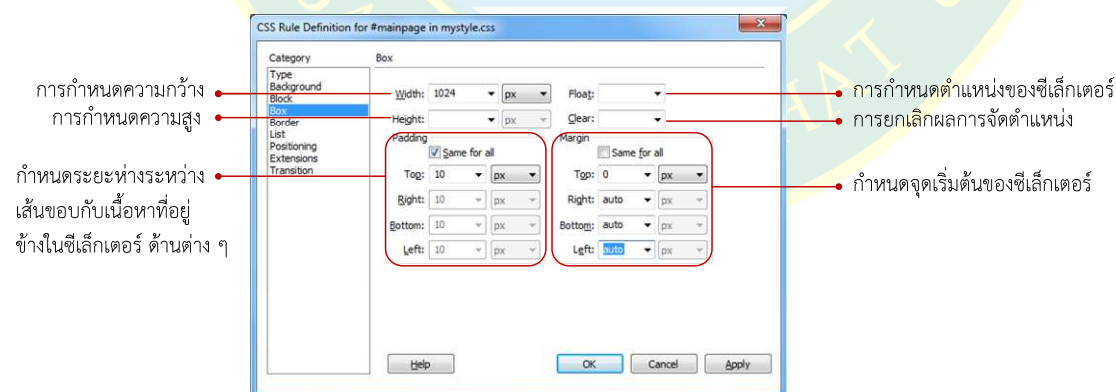 CSS Rule Definition for #mainpage in mystyle.css
Category
Type
Background
Block
Box
Border
List
Positioning
Extensions
Transition
Box
Width: 1024 px
Float:
Height: px
Clear:
Padding
Same for all
Top: 10 px
Right: 10 px
Bottom: 10 px
Left: 10 px
Margin
Same for all
Top: 0 px
Right: auto px
Bottom: auto px
Left: auto px
Help
OK
Cancel
Apply
การกำหนดความกว้าง
การกำหนดความสูง
กำหนดระยะห่างระหว่าง
เส้นขอบกับเนื้อหาที่อยู่
ข้างในซีเล็กเตอร์ ด้านต่าง ๆ
การกำหนดตำแหน่งของซีเล็กเตอร์
การยกเลิกผลการจัดตำแหน่ง
กำหนดจุดเริ่มต้นของซีเล็กเตอร์